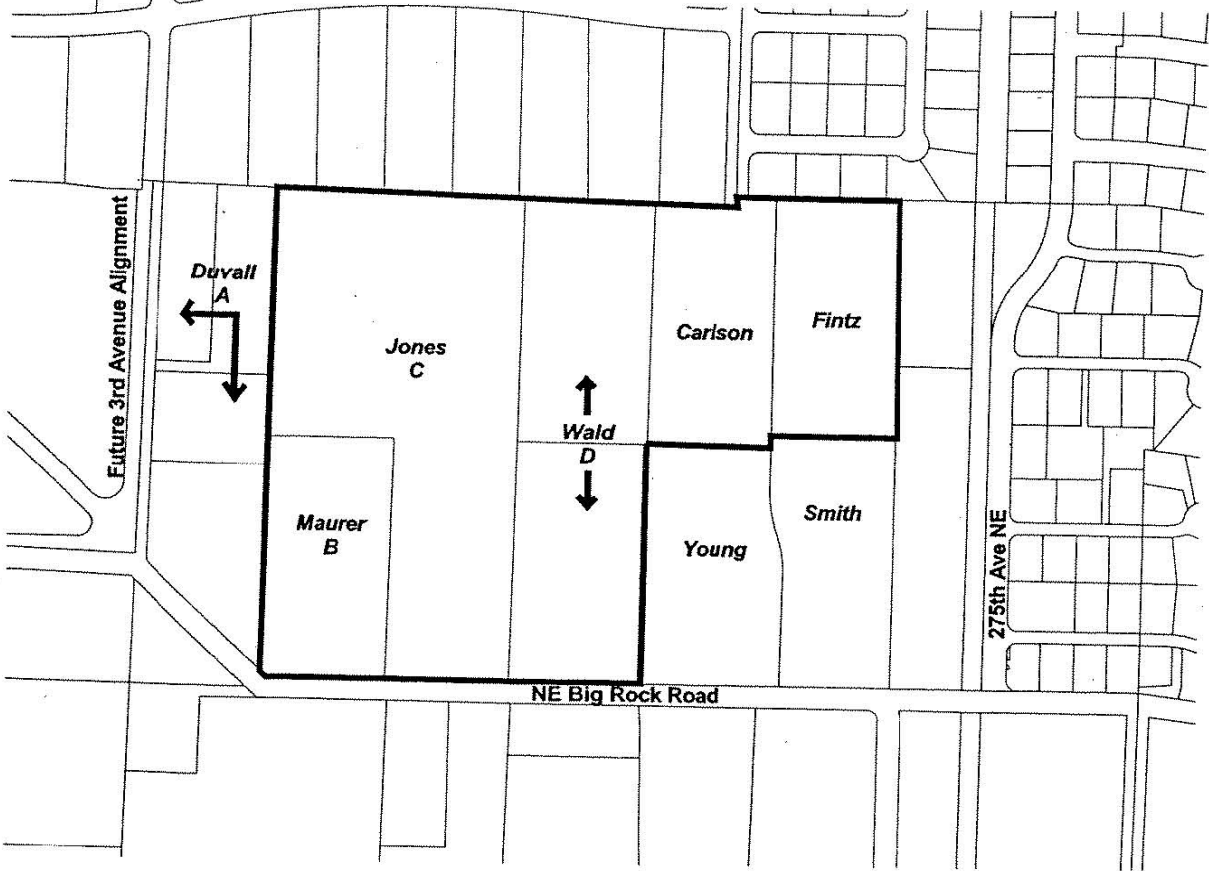 Future 3rd Avenue Alignment
Duvall
A
Jones
C
Carlson
Fintz
Wald
D
Maurer
B
Young
Smith
275th Ave NE
NE Big Rock Road